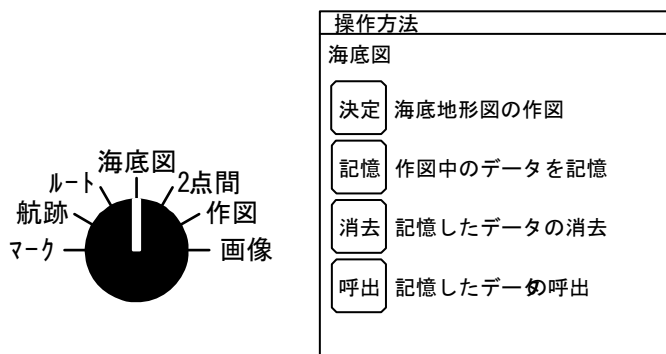 海底図
ルート
2点間
航跡
作図
マーク
画像
操作方法
海底図
決定 海底地形図の作図
記憶 作図中のデータを記憶
消去 記憶したデータの消去
呼出 記憶したデータの呼出